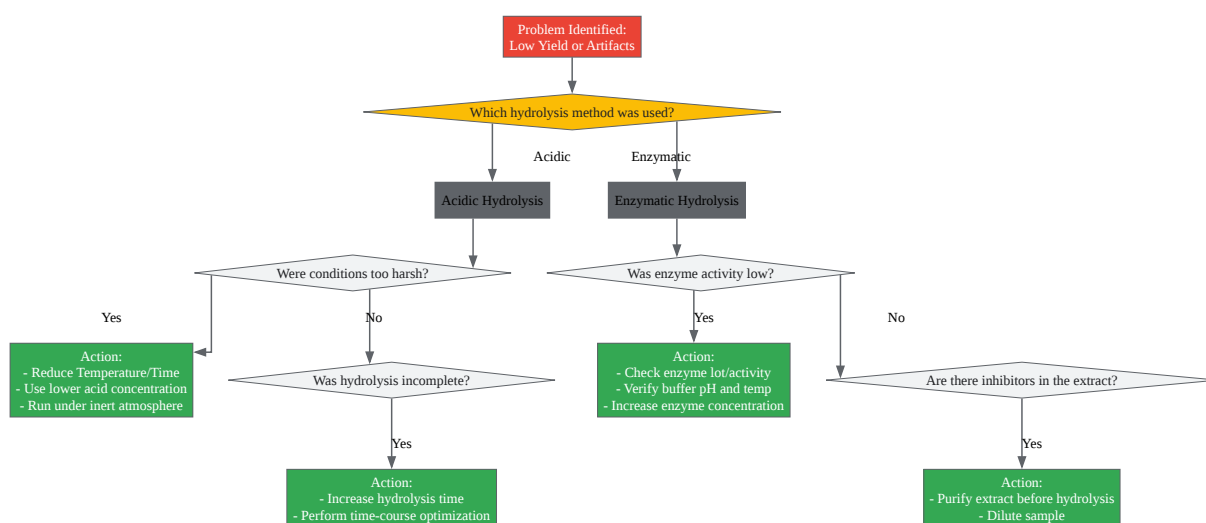 Problem Identified:
Low Yield or Artifacts
Which hydrolysis method was used?
Acidic
Enzymatic
Acidic Hydrolysis
Enzymatic Hydrolysis
Were conditions too harsh?
Was enzyme activity low?
Yes
No
Yes
No
Action:
- Reduce Temperature/Time
- Use lower acid concentration
- Run under inert atmosphere
Was hydrolysis incomplete?
Action:
- Check enzyme lot/activity
- Verify buffer pH and temp
- Increase enzyme concentration
Are there inhibitors in the extract?
Yes
Yes
Action:
- Increase hydrolysis time
- Perform time-course optimization
Action:
- Purify extract before hydrolysis
- Dilute sample